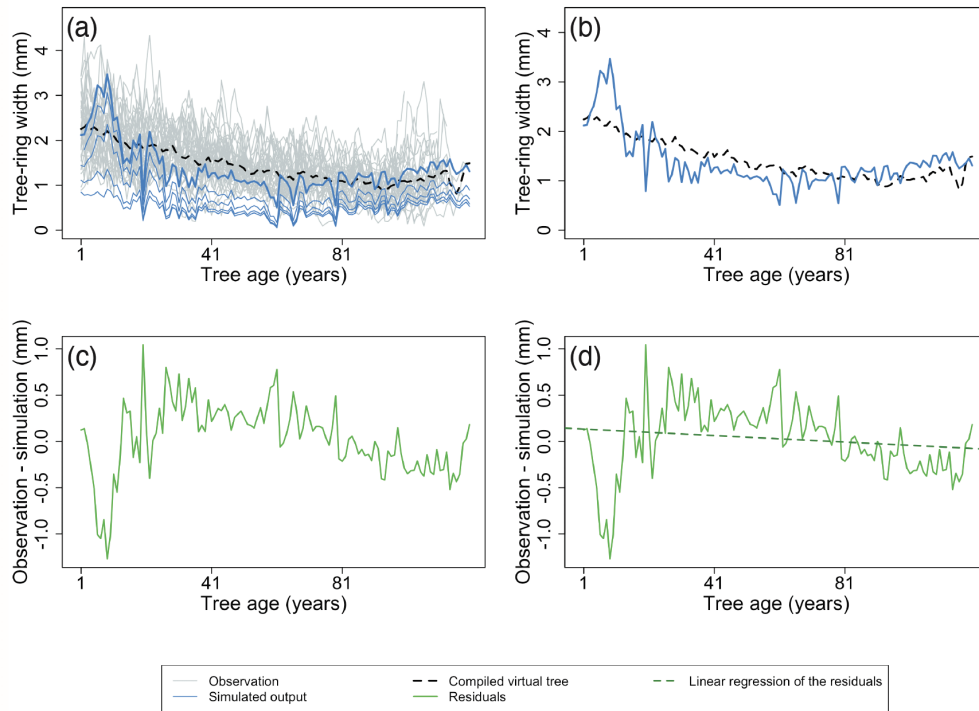 (a)
Tree-ring width (mm)
4
3
2
1
0
1 41 81
Tree age (years)
(b)
Tree-ring width (mm)
4
3
2
1
0
1 41 81
Tree age (years)
(c)
Observation - simulation (mm)
1.0
0.5
0.0
-0.5
-1.0
1 41 81
Tree age (years)
(d)
Observation - simulation (mm)
1.0
0.5
0.0
-0.5
-1.0
1 41 81
Tree age (years)
Observation Compiled virtual tree Linear regression of the residuals
Simulated output Residuals